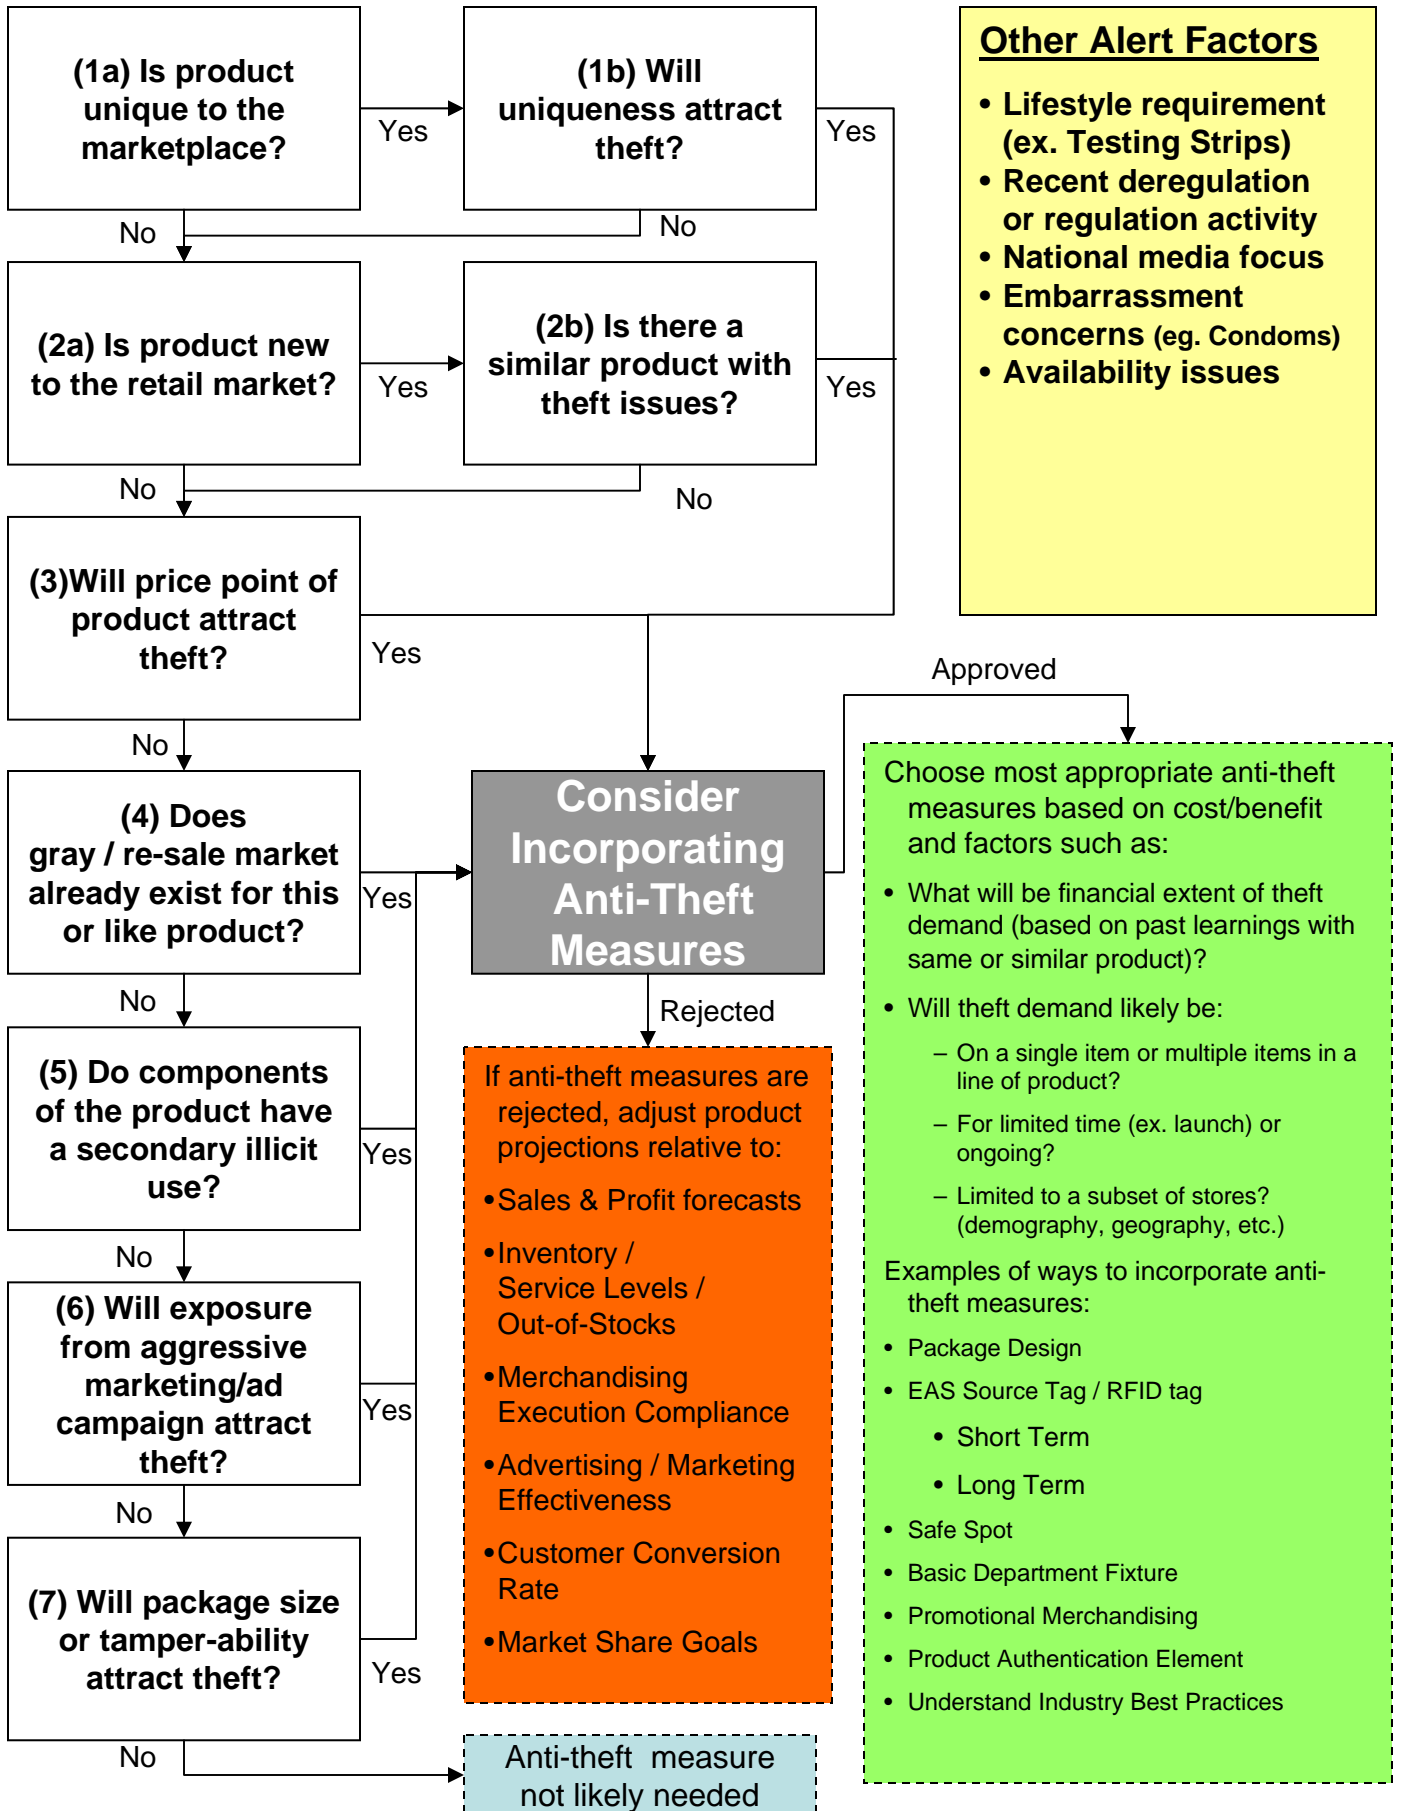 (1a) Is product
unique to the
marketplace?
Yes
(1b) Will
uniqueness attract
theft?
Yes
No
No
(2a) Is product new
to the retail market?
Yes
(2b) Is there a
similar product with
theft issues?
Yes
No
No
(3)Will price point of
product attract
theft?
Yes
No
(4) Does
gray / re-sale market
already exist for this
or like product?
Yes
No
(5) Do components
of the product have
a secondary illicit
use?
Yes
No
(6) Will exposure
from aggressive
marketing/ad
campaign attract
theft?
Yes
No
(7) Will package size
or tamper-ability
attract theft?
Yes
No
Other Alert Factors
• Lifestyle requirement
(ex. Testing Strips)
• Recent deregulation
or regulation activity
• National media focus
• Embarrassment
concerns (eg. Condoms)
• Availability issues
Consider
Incorporating
Anti-Theft
Measures
Approved
Rejected
If anti-theft measures are
rejected, adjust product
projections relative to:
•Sales & Profit forecasts
•Inventory /
Service Levels /
Out-of-Stocks
•Merchandising
Execution Compliance
•Advertising / Marketing
Effectiveness
•Customer Conversion
Rate
•Market Share Goals
Anti-theft measure
not likely needed
Choose most appropriate anti-theft
measures based on cost/benefit
and factors such as:
• What will be financial extent of theft
demand (based on past learnings with
same or similar product)?
• Will theft demand likely be:
– On a single item or multiple items in a
line of product?
– For limited time (ex. launch) or
ongoing?
– Limited to a subset of stores?
(demography, geography, etc.)
Examples of ways to incorporate anti-
theft measures:
• Package Design
• EAS Source Tag / RFID tag
• Short Term
• Long Term
• Safe Spot
• Basic Department Fixture
• Promotional Merchandising
• Product Authentication Element
• Understand Industry Best Practices